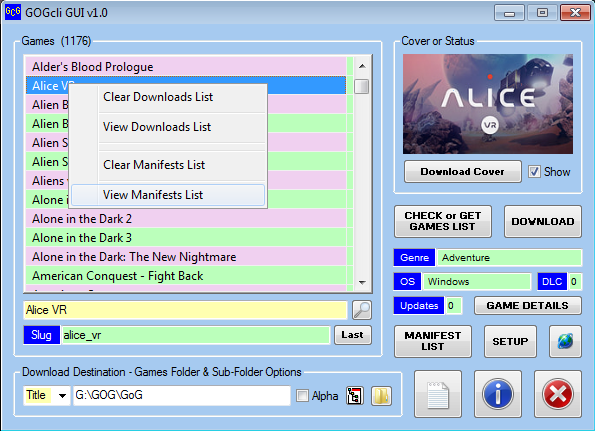 GOGcli GUI v1.0
Games (1176)
Alder's Blood Prologue
Alice VR
Alien B
Alien B
Alien S
Alien S
Aliens
Alone i
Alone in the Dark 2
Alone in the Dark 3
Alone in the Dark: The New Nightmare
American Conquest - Fight Back
Clear Downloads List
View Downloads List
Clear Manifests List
View Manifests List
Alice VR
Slug alice_vr Last
Download Destination - Games Folder & Sub-Folder Options
Title G:\GOG\GoG Alpha
Cover or Status
ALICE
VR
Download Cover Show
CHECK or GET
GAMES LIST
DOWNLOAD
Genre Adventure
OS Windows DLC 0
Updates 0 GAME DETAILS
MANIFEST
LIST
SETUP